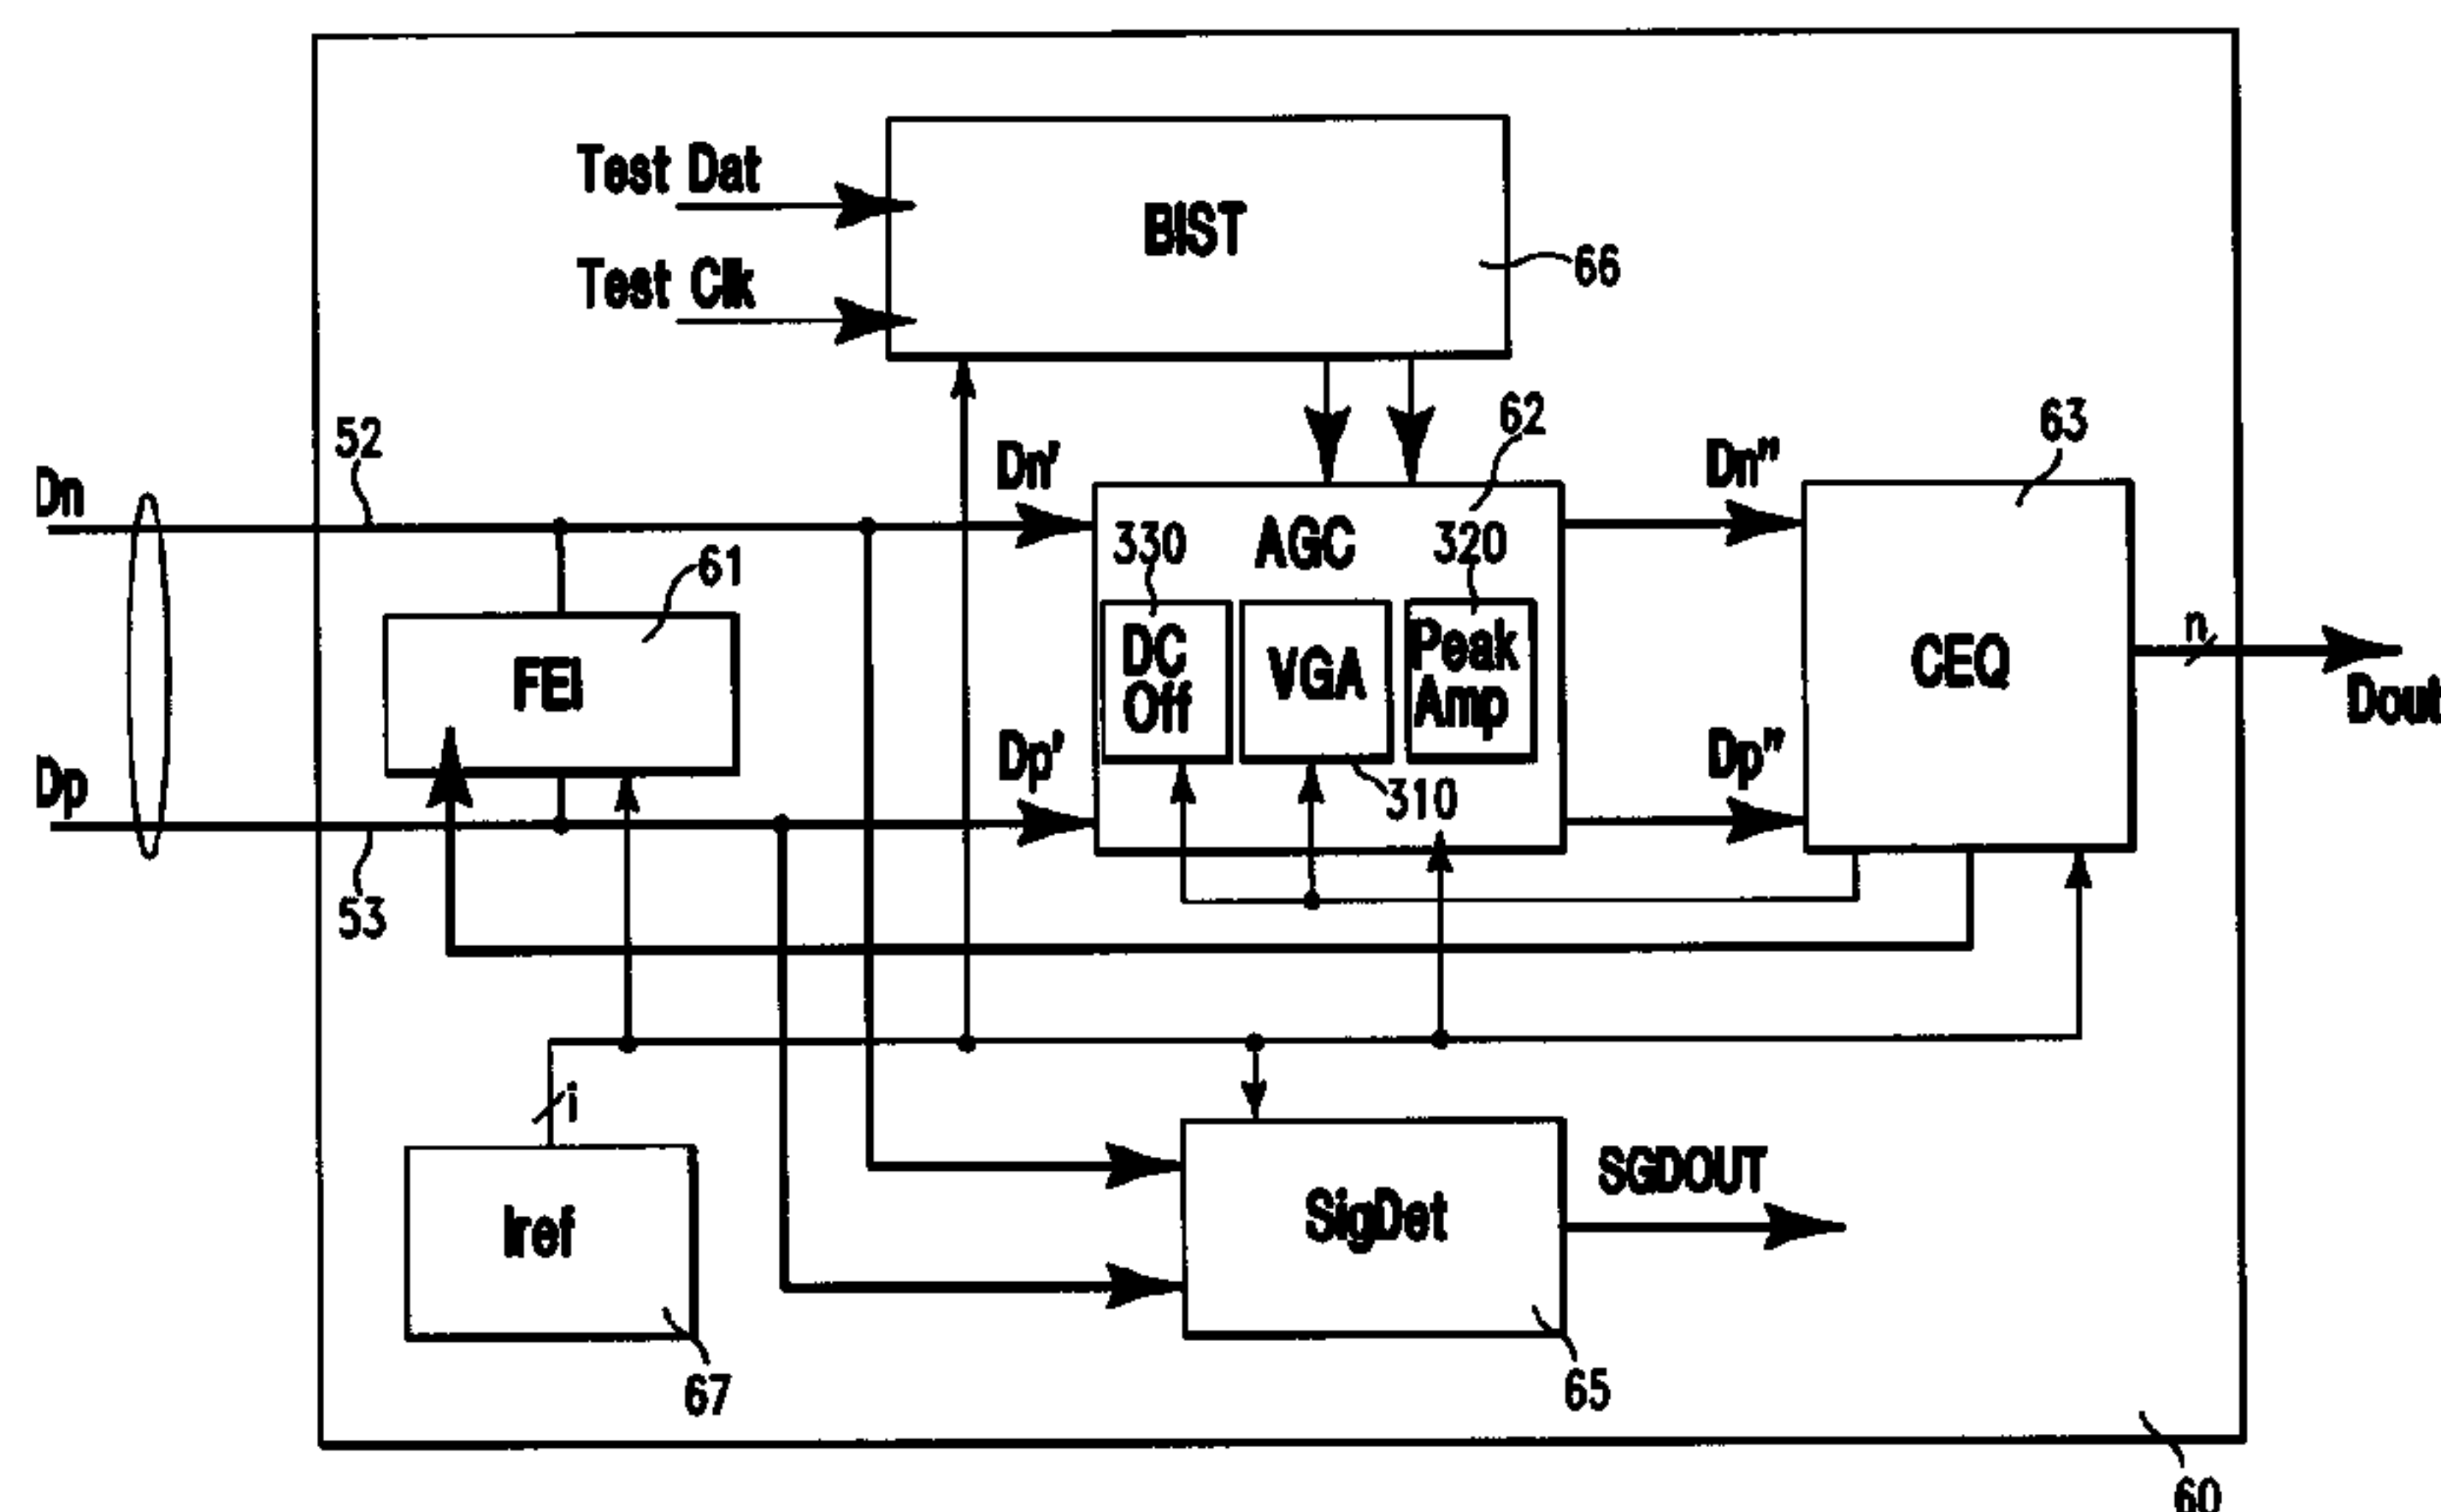 Test Dat
BIST
Test Clk
66
52
Dn
Dn'
62
Dn"
63
61
330
AGC
320
FEI
DC
Off
VGA
Peak
Amp
CEQ
n
Dout
Dp
Dp'
310
Dp"
53
i
Iref
SigDet
SGDOUT
67
65
60